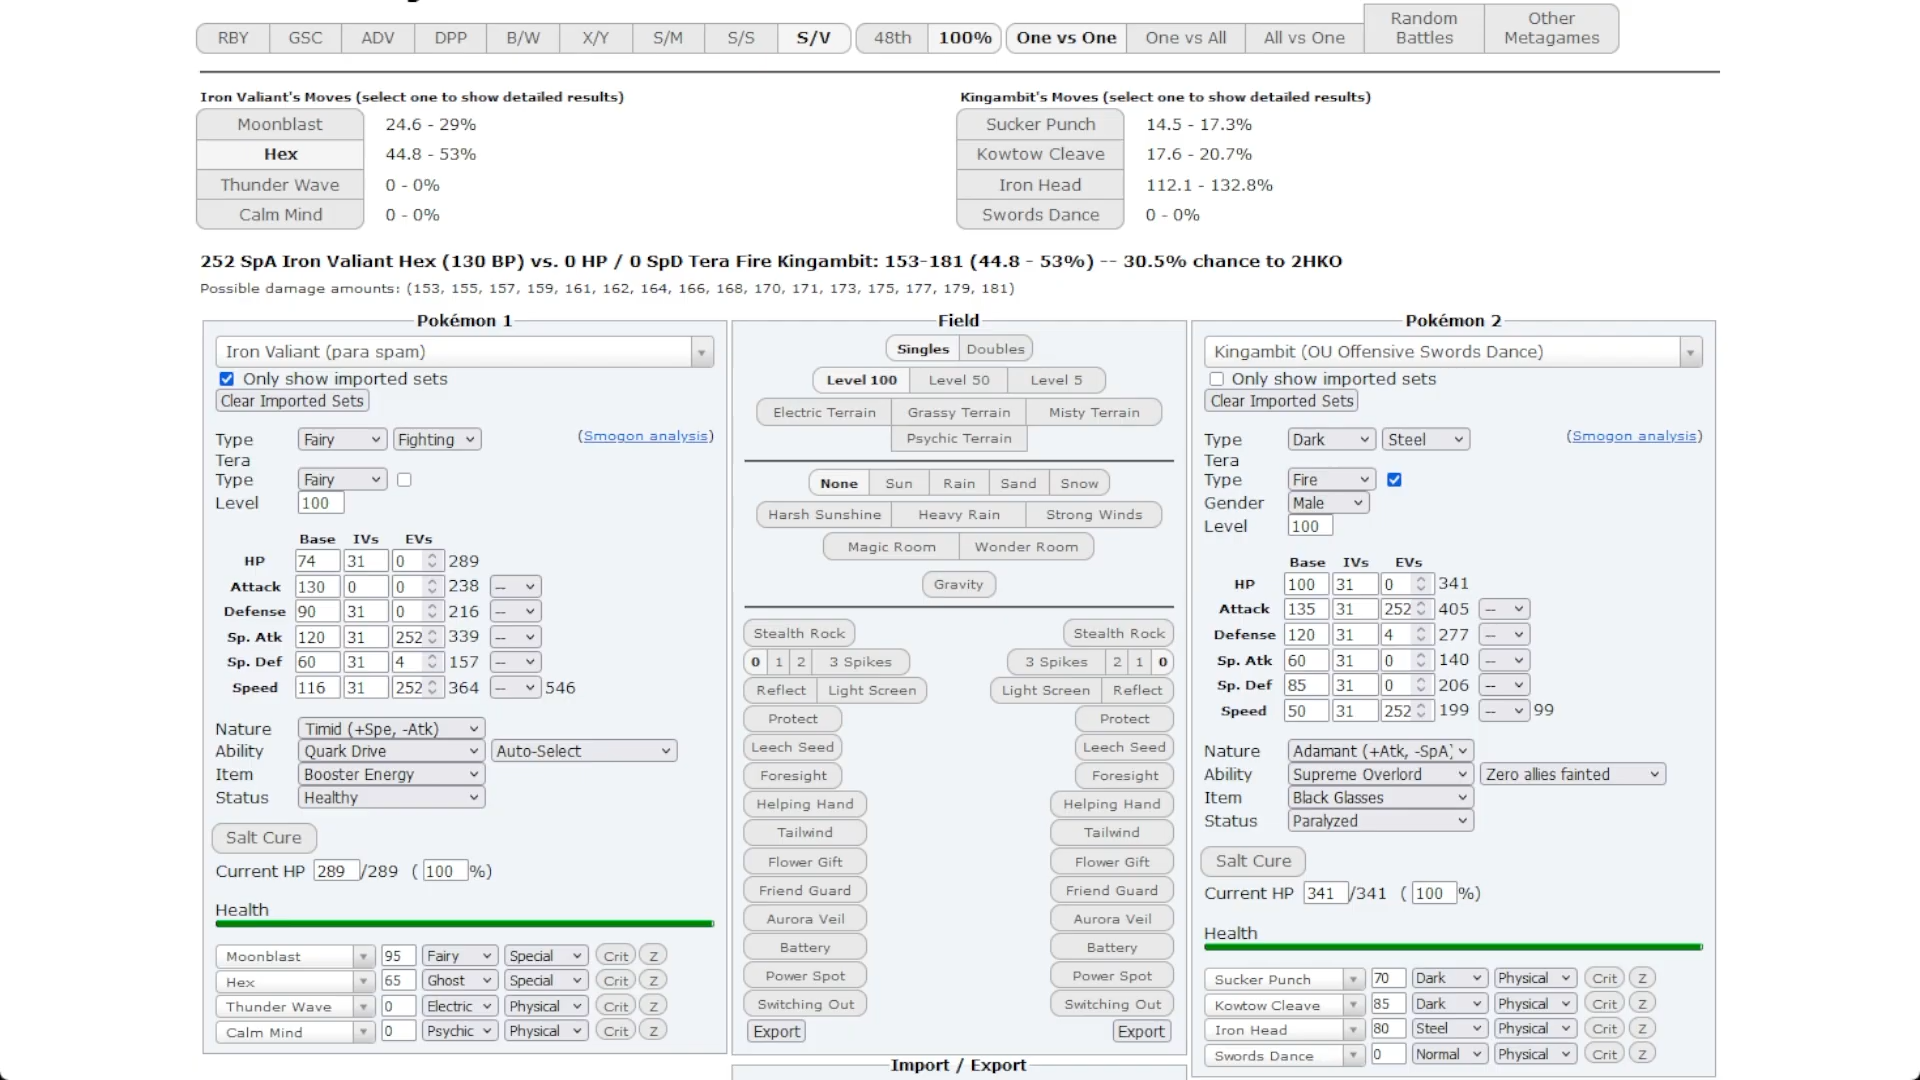 RBY GSC ADV DPP B/W X/Y S/M S/S S/V 48th 100% One vs One One vs All All vs One Random Battles Other Metagames
Iron Valiant's Moves (select one to show detailed results)
Moonblast 24.6 - 29%
Hex 44.8 - 53%
Thunder Wave 0 - 0%
Calm Mind 0 - 0%
Kingambit's Moves (select one to show detailed results)
Sucker Punch 14.5 - 17.3%
Kowtow Cleave 17.6 - 20.7%
Iron Head 112.1 - 132.8%
Swords Dance 0 - 0%
252 SpA Iron Valiant Hex (130 BP) vs. 0 HP / 0 SpD Tera Fire Kingambit: 153-181 (44.8 - 53%) -- 30.5% chance to 2HKO
Possible damage amounts: (153, 155, 157, 159, 161, 162, 164, 166, 168, 170, 171, 173, 175, 177, 179, 181)
Pokémon 1
Iron Valiant (para spam)
Only show imported sets
Clear Imported Sets
Type Fairy Fighting (Smogon analysis)
Tera Type Fairy
Level 100
Base IVs EVs
HP 74 31 0 289
Attack 130 0 0 238 --
Defense 90 31 0 216 --
Sp. Atk 120 31 252 339 --
Sp. Def 60 31 4 157 --
Speed 116 31 252 364 -- 546
Nature Timid (+Spe, -Atk)
Ability Quark Drive Auto-Select
Item Booster Energy
Status Healthy
Salt Cure
Current HP 289/289 (100%)
Health
Moonblast 95 Fairy Special Crit Z
Hex 65 Ghost Special Crit Z
Thunder Wave 0 Electric Physical Crit Z
Calm Mind 0 Psychic Physical Crit Z
Field
Singles Doubles
Level 100 Level 50 Level 5
Electric Terrain Grassy Terrain Misty Terrain
Psychic Terrain
None Sun Rain Sand Snow
Harsh Sunshine Heavy Rain Strong Winds
Magic Room Wonder Room
Gravity
Stealth Rock Stealth Rock
0 1 2 3 Spikes 3 Spikes 2 1 0
Reflect Light Screen Light Screen Reflect
Protect Protect
Leech Seed Leech Seed
Foresight Foresight
Helping Hand Helping Hand
Tailwind Tailwind
Flower Gift Flower Gift
Friend Guard Friend Guard
Aurora Veil Aurora Veil
Battery Battery
Power Spot Power Spot
Switching Out Switching Out
Export Export
Import / Export
Pokémon 2
Kingambit (OU Offensive Swords Dance)
Only show imported sets
Clear Imported Sets
Type Dark Steel (Smogon analysis)
Tera Type Fire
Gender Male
Level 100
Base IVs EVs
HP 100 31 0 341
Attack 135 31 252 405 --
Defense 120 31 4 277 --
Sp. Atk 60 31 0 140 --
Sp. Def 85 31 0 206 --
Speed 50 31 252 199 -- 99
Nature Adamant (+Atk, -SpA)
Ability Supreme Overlord Zero allies fainted
Item Black Glasses
Status Paralyzed
Salt Cure
Current HP 341/341 (100%)
Health
Sucker Punch 70 Dark Physical Crit Z
Kowtow Cleave 85 Dark Physical Crit Z
Iron Head 80 Steel Physical Crit Z
Swords Dance 0 Normal Physical Crit Z